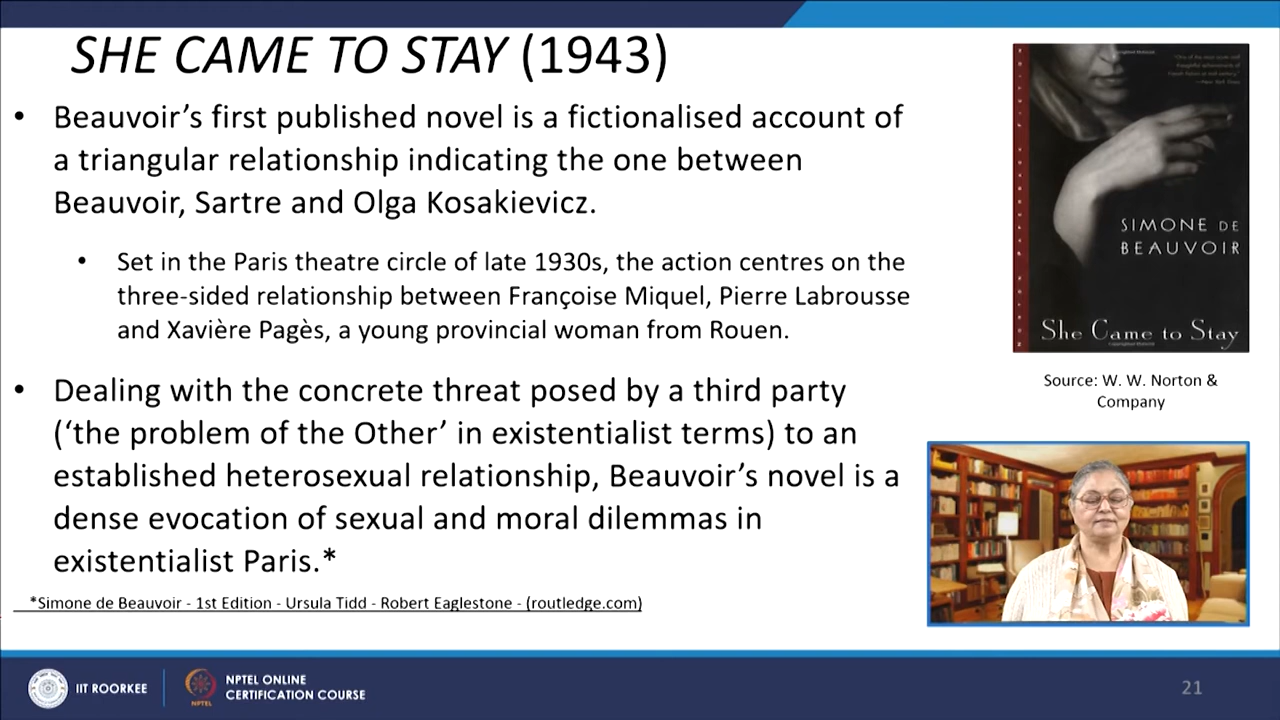 SHE CAME TO STAY (1943)
• Beauvoir’s first published novel is a fictionalised account of
a triangular relationship indicating the one between
Beauvoir, Sartre and Olga Kosakievicz.
• Set in the Paris theatre circle of late 1930s, the action centres on the
three-sided relationship between Françoise Miquel, Pierre Labrousse
and Xavière Pagès, a young provincial woman from Rouen.
• Dealing with the concrete threat posed by a third party
(‘the problem of the Other’ in existentialist terms) to an
established heterosexual relationship, Beauvoir’s novel is a
dense evocation of sexual and moral dilemmas in
existentialist Paris.*
*Simone de Beauvoir - 1st Edition - Ursula Tidd - Robert Eaglestone - (routledge.com)
SIMONE DE
BEAUVOIR
She Came to Stay
Source: W. W. Norton &
Company
IIT ROORKEE
NPTEL
NPTEL ONLINE
CERTIFICATION COURSE
21